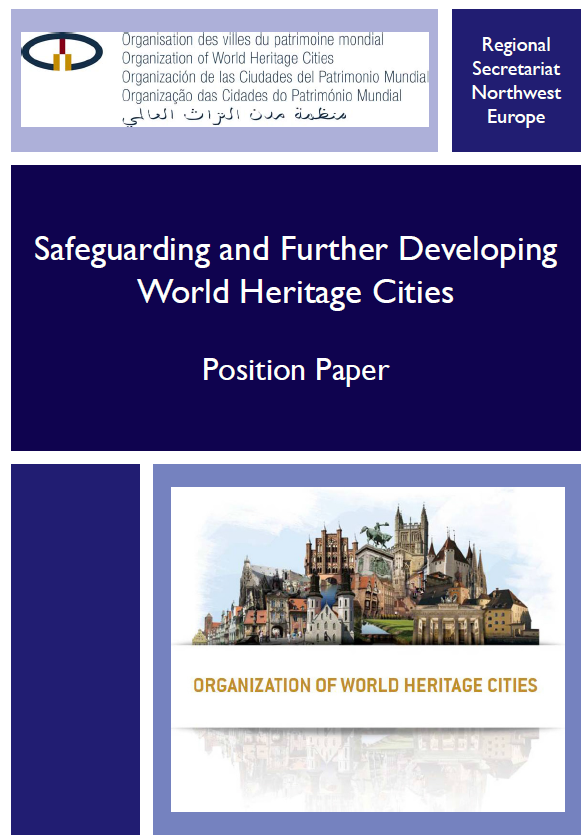 Organisation des villes du patrimoine mondial
Organization of World Heritage Cities
Organización de las Ciudades del Patrimonio Mundial
Organização das Cidades do Património Mundial
منظمة مدن التراث العالمي
Regional
Secretariat
Northwest
Europe
Safeguarding and Further Developing
World Heritage Cities
Position Paper
ORGANIZATION OF WORLD HERITAGE CITIES